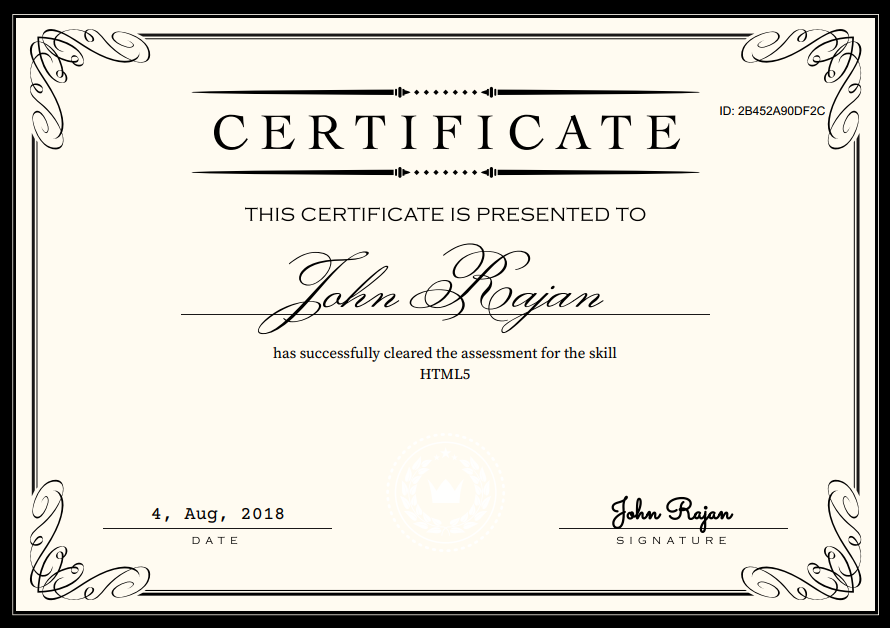 ID: 2B452A90DF2C
CERTIFICATE
THIS CERTIFICATE IS PRESENTED TO
John Rajan
has successfully cleared the assessment for the skill
HTML5
4, Aug, 2018
John Rajan
DATE
SIGNATURE